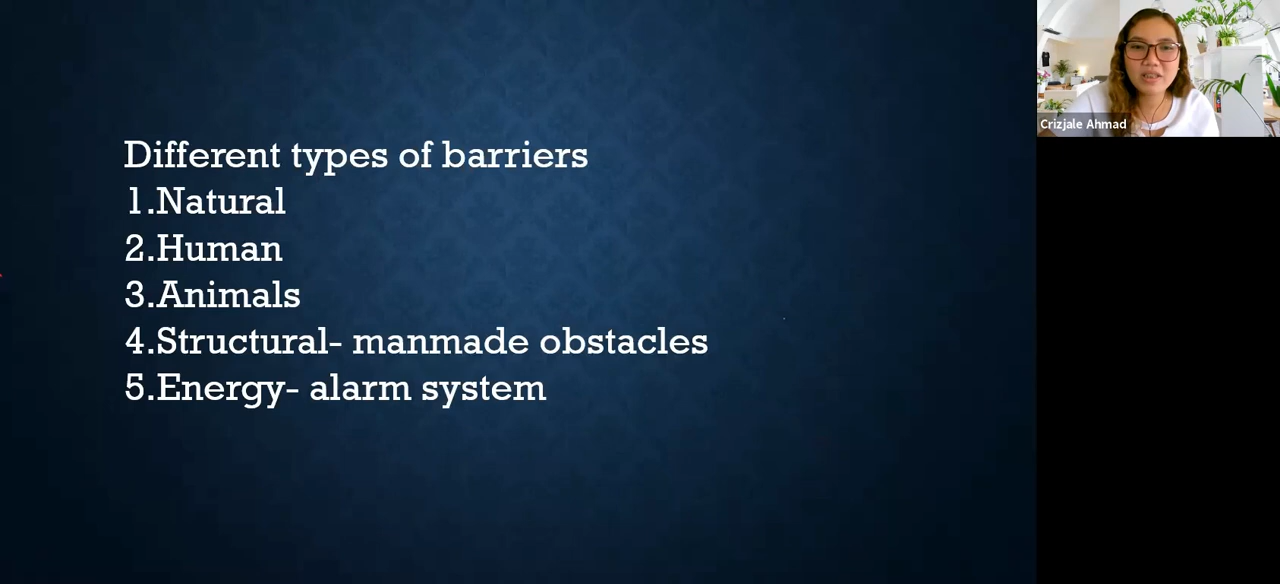 Different types of barriers
1.Natural
2.Human
3.Animals
4.Structural- manmade obstacles
5.Energy- alarm system
Crizjale Ahmad